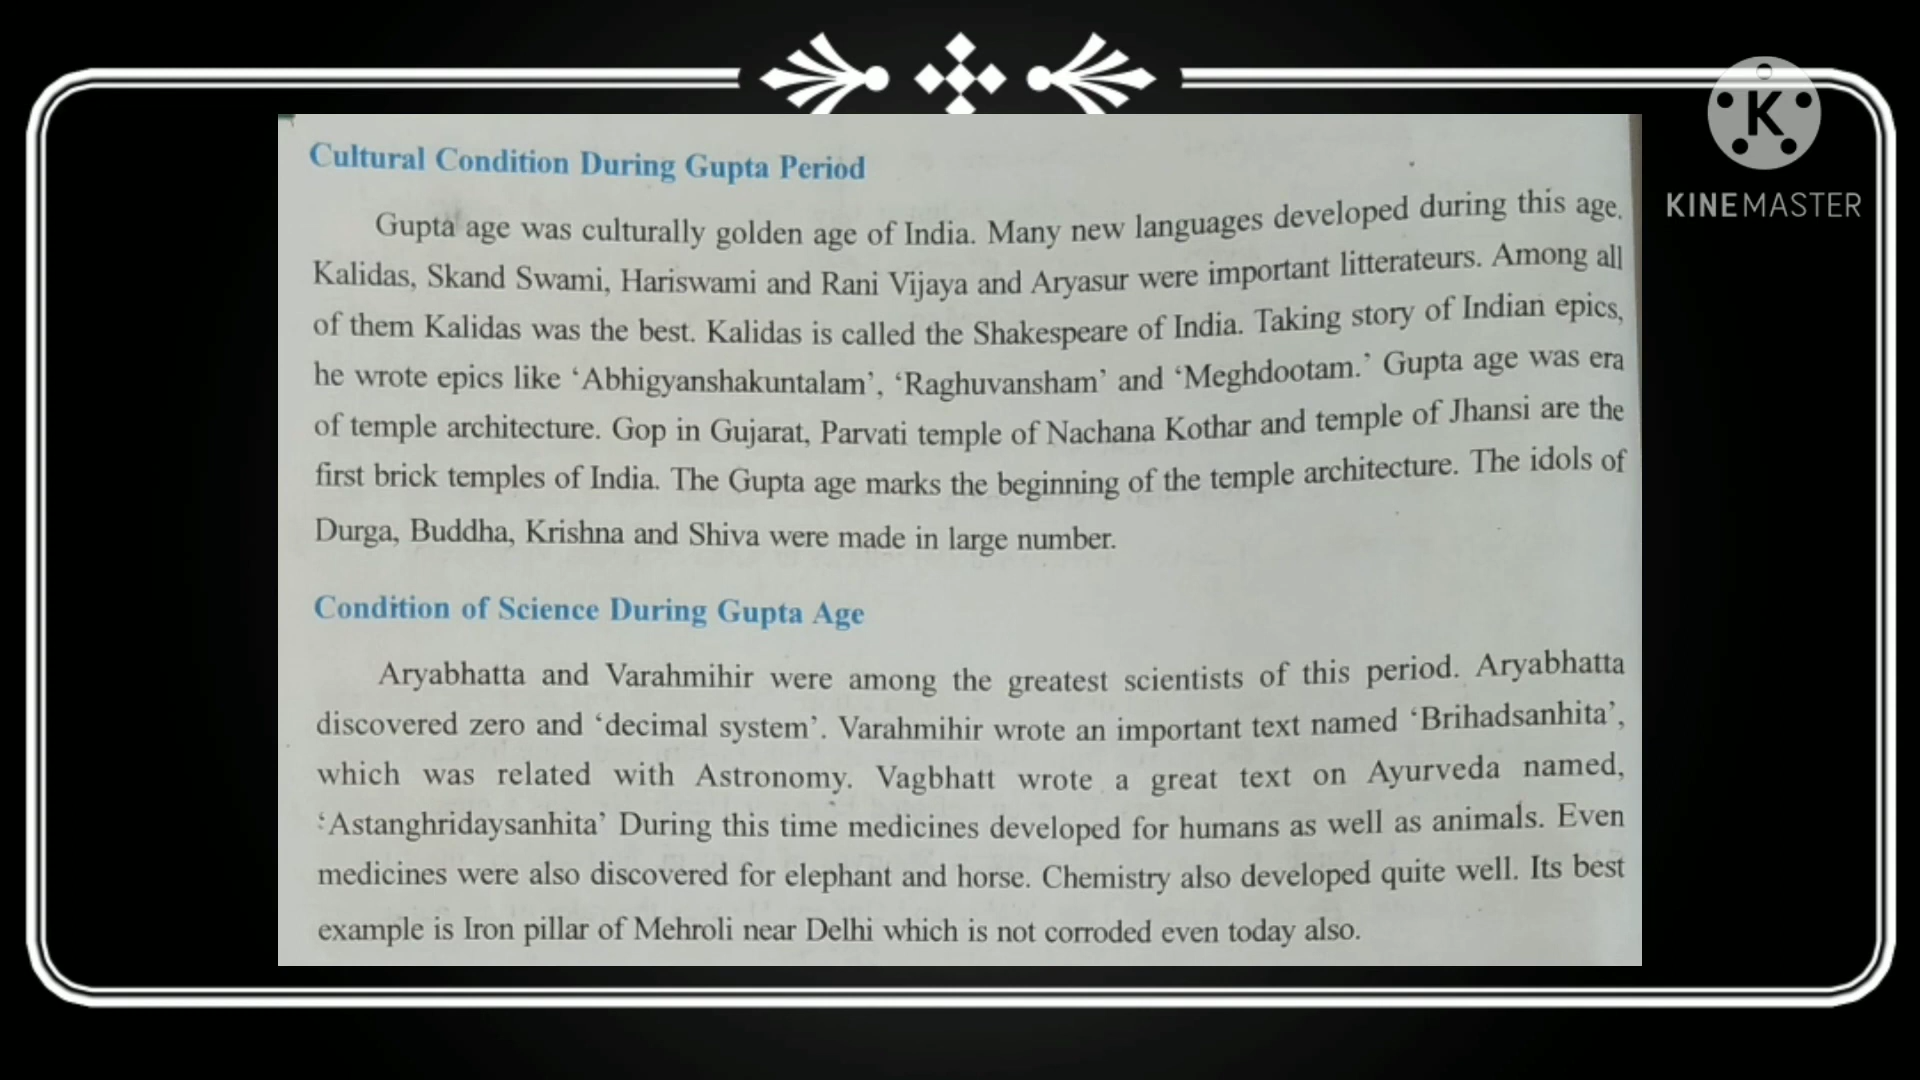 Cultural Condition During Gupta Period
Gupta age was culturally golden age of India. Many new languages developed during this age.
Kalidas, Skand Swami, Hariswami and Rani Vijaya and Aryasur were important litterateurs. Among all
of them Kalidas was the best. Kalidas is called the Shakespeare of India. Taking story of Indian epics,
he wrote epics like ‘Abhigyanshakuntalam’, ‘Raghuvansham’ and ‘Meghdootam.’ Gupta age was era
of temple architecture. Gop in Gujarat, Parvati temple of Nachana Kothar and temple of Jhansi are the
first brick temples of India. The Gupta age marks the beginning of the temple architecture. The idols of
Durga, Buddha, Krishna and Shiva were made in large number.
Condition of Science During Gupta Age
Aryabhatta and Varahmihir were among the greatest scientists of this period. Aryabhatta
discovered zero and ‘decimal system’. Varahmihir wrote an important text named ‘Brihadsanhita’,
which was related with Astronomy. Vagbhatt wrote a great text on Ayurveda named,
‘Astanghridaysanhita’ During this time medicines developed for humans as well as animals. Even
medicines were also discovered for elephant and horse. Chemistry also developed quite well. Its best
example is Iron pillar of Mehroli near Delhi which is not corroded even today also.
K
KINEMASTER